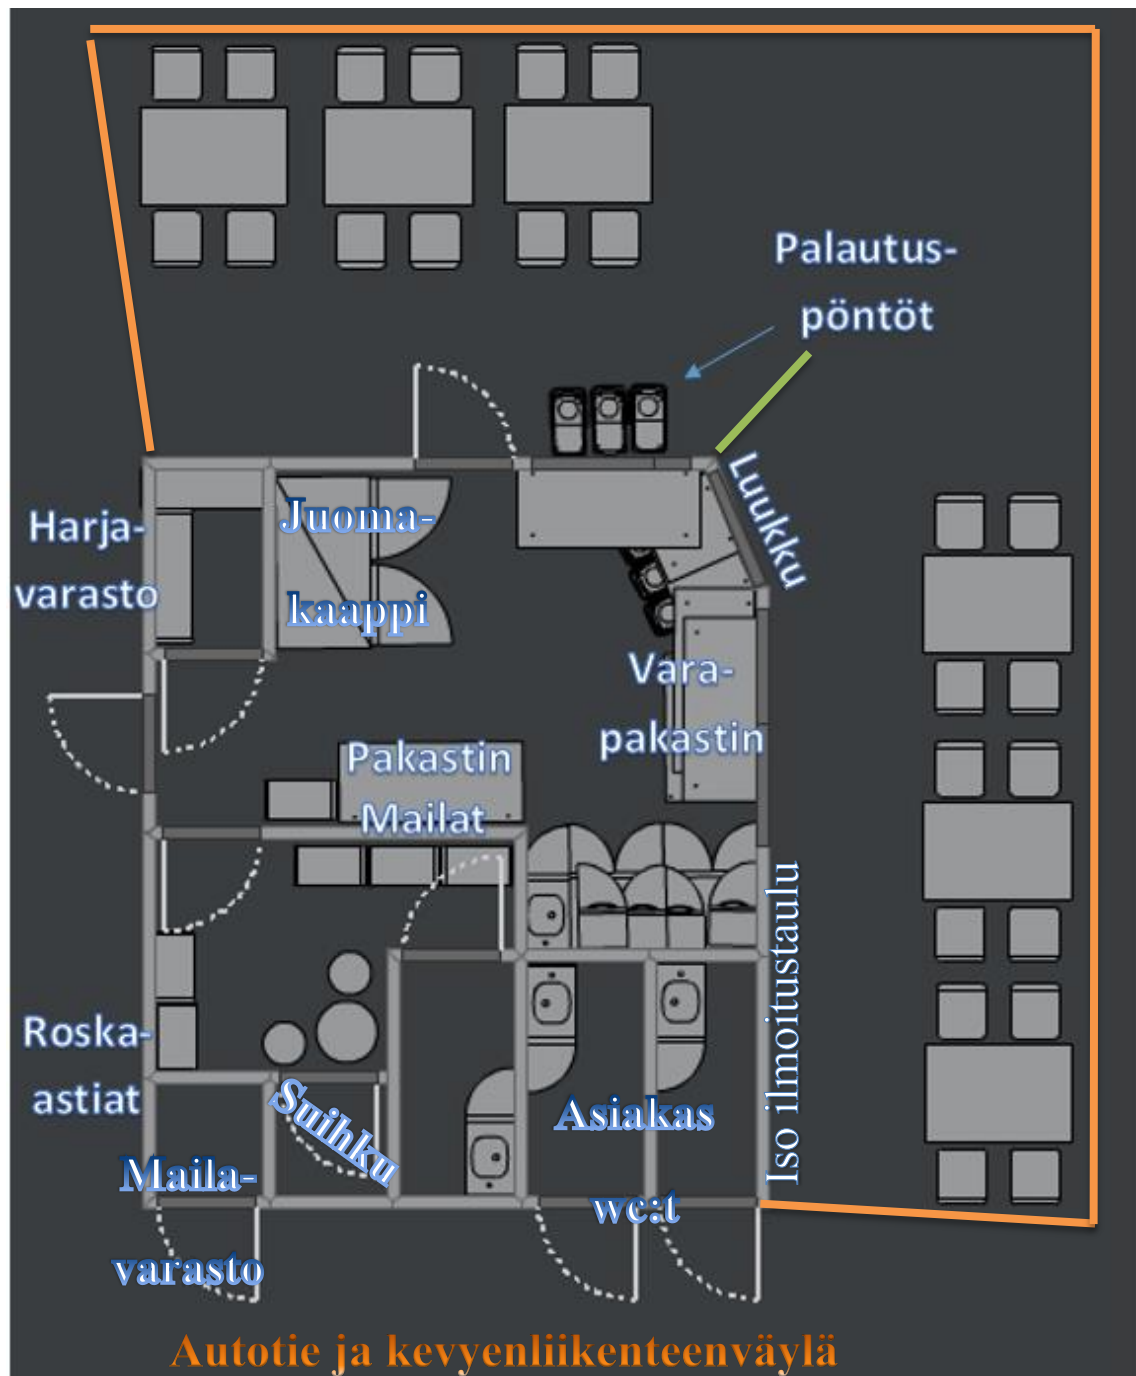 Palautus-
pöntöt
Luukku
Juoma-
kaappi
Harja-
varasto
Vara-
pakastin
Pakastin
Mailat
Iso ilmoitustaulu
Roska-
astiat
Suihku
Asiakas
wc:t
Maila-
varasto
Autotie ja kevyenliikenteenväylä